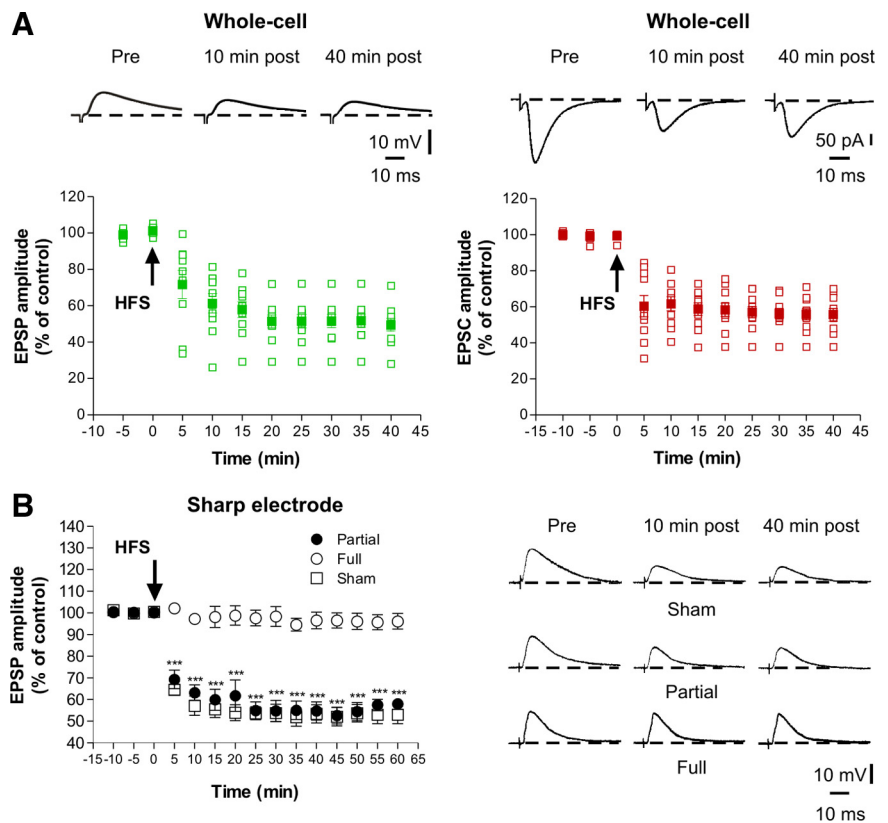 A
Whole-cell
Pre 10 min post 40 min post
10 mV
10 ms
EPSP amplitude
(% of control)
120
100
80
60
40
20
0
HFS
-10 -5 0 5 10 15 20 25 30 35 40 45
Time (min)
Whole-cell
Pre 10 min post 40 min post
50 pA
10 ms
EPSC amplitude
(% of control)
120
100
80
60
40
20
0
HFS
-15 -10 -5 0 5 10 15 20 25 30 35 40 45
Time (min)
B
Sharp electrode
EPSP amplitude
(% of control)
140
130
120
110
100
90
80
70
60
50
40
HFS
Partial
Full
Sham
*** *** *** *** *** *** *** *** *** *** *** ***
-15 -10 -5 0 5 10 15 20 25 30 35 40 45 50 55 60 65
Time (min)
Pre 10 min post 40 min post
Sham
Partial
Full
10 mV
10 ms